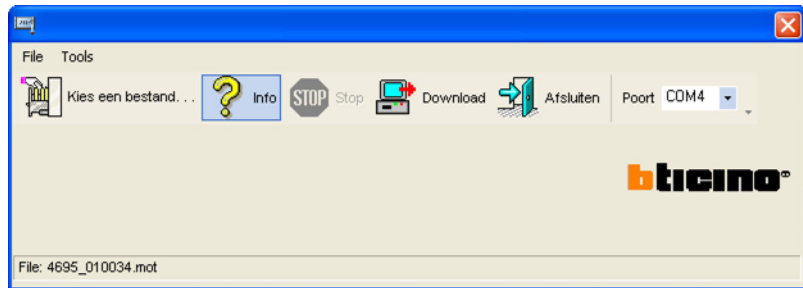 File Tools
Kies een bestand. . . Info STOP Stop Download Afsluiten Poort COM4
bticino
File: 4695_010034.mot